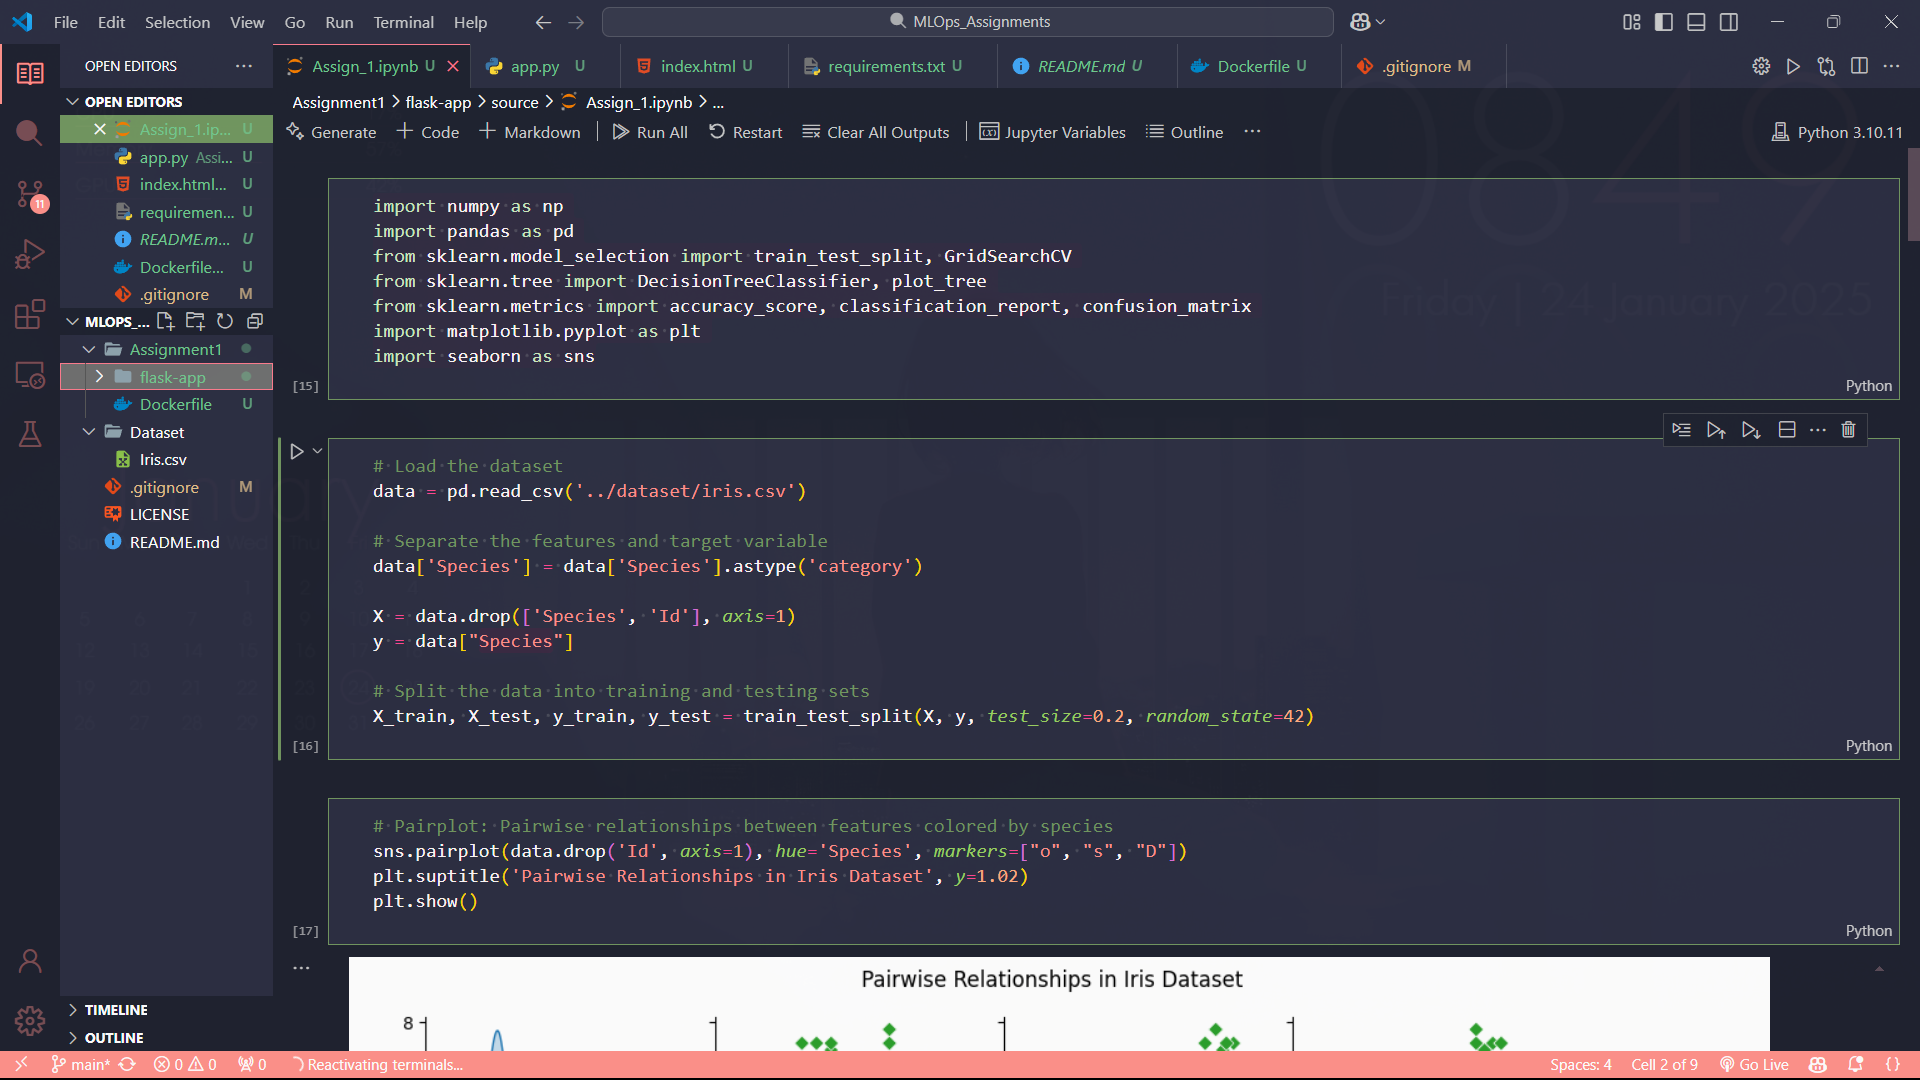 File Edit Selection View Go Run Terminal Help
MLOps_Assignments
OPEN EDITORS
Assign_1.ipynb U
app.py U
index.html U
requirements.txt U
README.md U
Dockerfile U
.gitignore M
OPEN EDITORS
Assign_1.ip... U
app.py Assi... U
index.html... U
requiremen... U
README.m... U
Dockerfile... U
.gitignore M
MLOPS_...
Assignment1
flask-app
Dockerfile U
Dataset
Iris.csv
.gitignore M
LICENSE
README.md
TIMELINE
OUTLINE
11
Assignment1 > flask-app > source > Assign_1.ipynb > ...
Generate + Code + Markdown Run All Restart Clear All Outputs Jupyter Variables Outline ... Python 3.10.11
0849
Friday | 24 January 2025
import numpy as np
import pandas as pd
from sklearn.model_selection import train_test_split, GridSearchCV
from sklearn.tree import DecisionTreeClassifier, plot_tree
from sklearn.metrics import accuracy_score, classification_report, confusion_matrix
import matplotlib.pyplot as plt
import seaborn as sns
[15] Python
# Load the dataset
data = pd.read_csv('../dataset/iris.csv')
# Separate the features and target variable
data['Species'] = data['Species'].astype('category')
X = data.drop(['Species', 'Id'], axis=1)
y = data["Species"]
# Split the data into training and testing sets
X_train, X_test, y_train, y_test = train_test_split(X, y, test_size=0.2, random_state=42)
[16] Python
# Pairplot: Pairwise relationships between features colored by species
sns.pairplot(data.drop('Id', axis=1), hue='Species', markers=["o", "s", "D"])
plt.suptitle('Pairwise Relationships in Iris Dataset', y=1.02)
plt.show()
[17] Python
...
Pairwise Relationships in Iris Dataset
8
main* 0 0 0 Reactivating terminals... Spaces: 4 Cell 2 of 9 Go Live {}